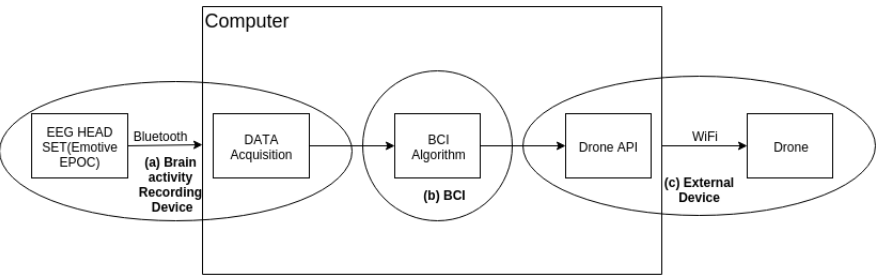 Computer
EEG HEAD
SET(Emotive
EPOC)
Bluetooth
(a) Brain
activity
Recording
Device
DATA
Acquisition
BCI
Algorithm
(b) BCI
Drone API
WiFi
(c) External
Device
Drone